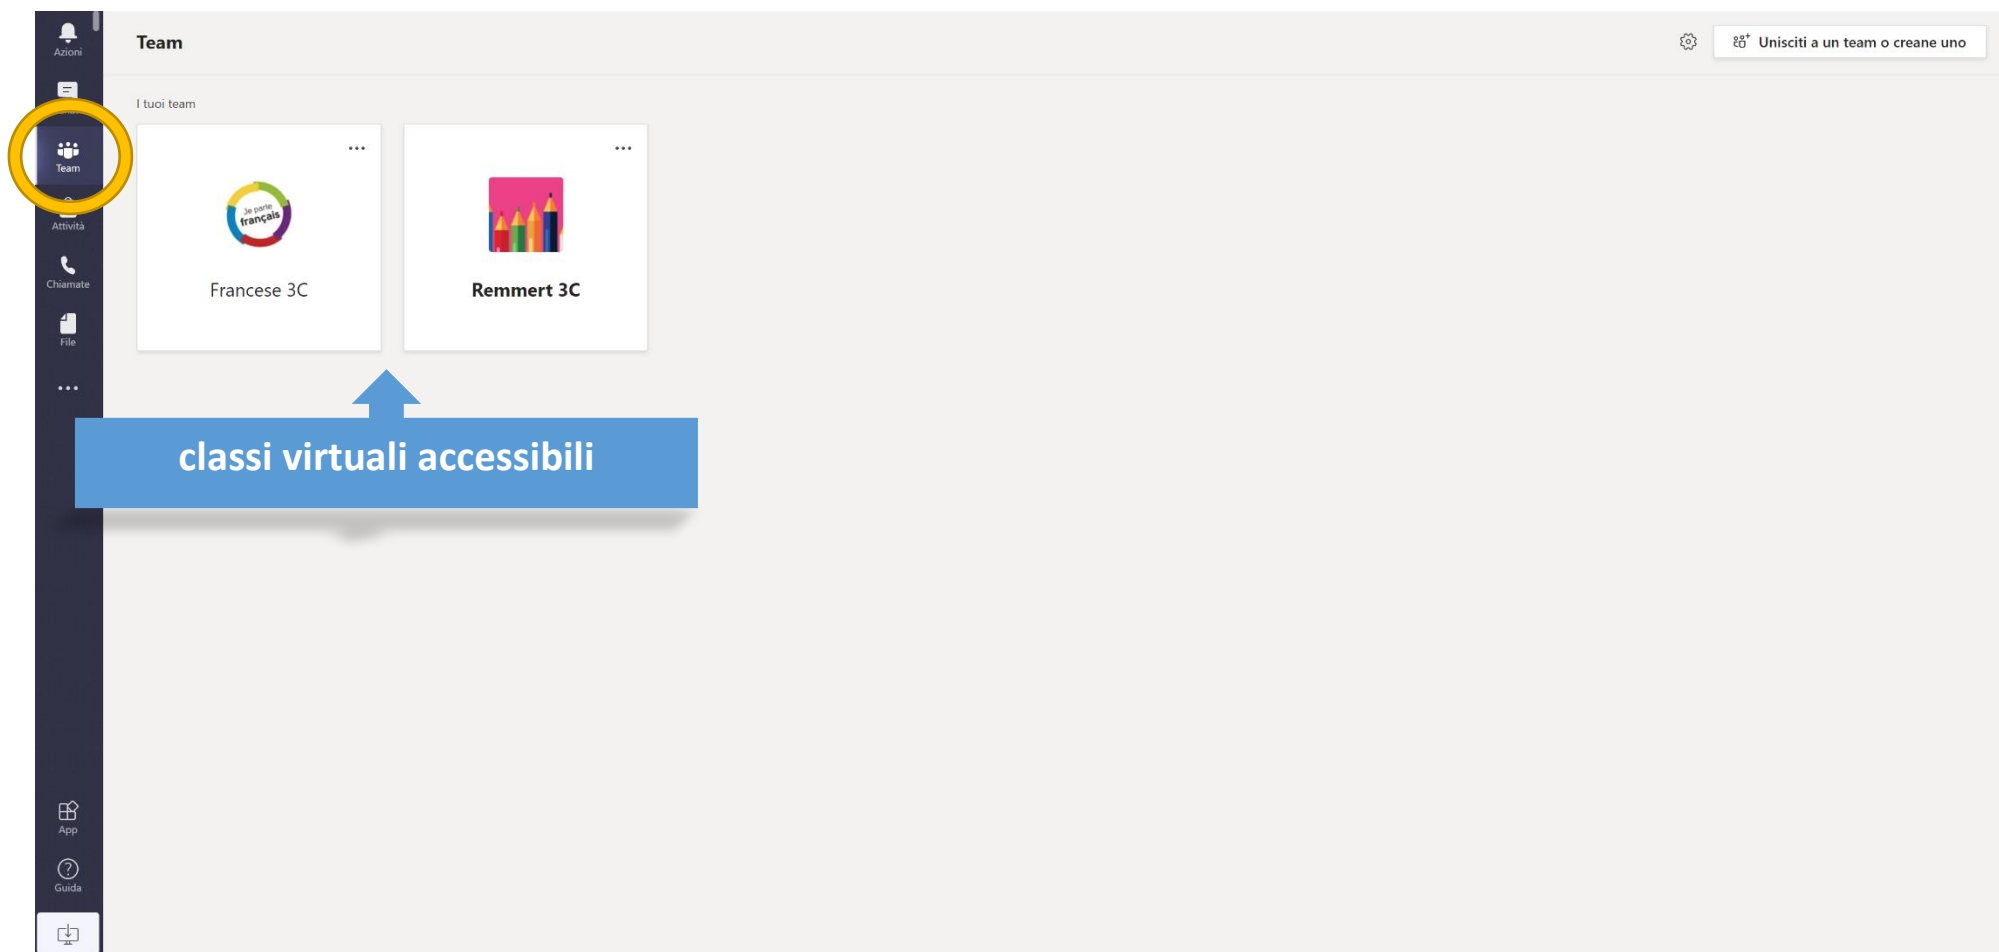 Azioni
Team
Unisciti a un team o creane uno
I tuoi team
Team
Je parle
français
Attività
Chiamate
Francese 3C
Remmert 3C
File
classi virtuali accessibili
App
Guida